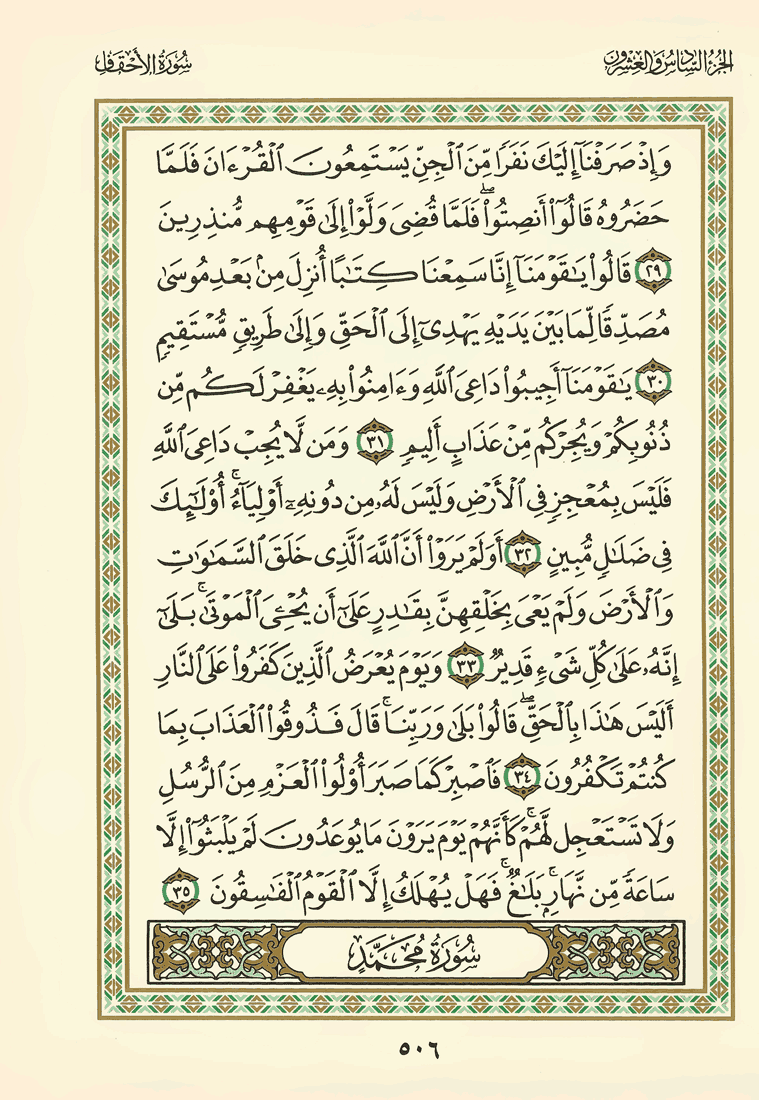 الجزء السادس والعشرون
سورة الأحقاف
وَإِذْ صَرَفْنَآ إِلَيْكَ نَفَرًا مِّنَ ٱلْجِنِّ يَسْتَمِعُونَ ٱلْقُرْءَانَ فَلَمَّا
حَضَرُوهُ قَالُوٓا۟ أَنصِتُوا۟ ۖ فَلَمَّا قُضِىَ وَلَّوْا۟ إِلَىٰ قَوْمِهِم مُّنذِرِينَ
٢٩ قَالُوا۟ يَـٰقَوْمَنَآ إِنَّا سَمِعْنَا كِتَـٰبًا أُنزِلَ مِنۢ بَعْدِ مُوسَىٰ
مُصَدِّقًا لِّمَا بَيْنَ يَدَيْهِ يَهْدِىٓ إِلَى ٱلْحَقِّ وَإِلَىٰ طَرِيقٍ مُّسْتَقِيمٍ
٣٠ يَـٰقَوْمَنَآ أَجِيبُوا۟ دَاعِىَ ٱللَّهِ وَءَامِنُوا۟ بِهِۦ يَغْفِرْ لَكُم مِّن
ذُنُوبِكُمْ وَيُجِرْكُم مِّنْ عَذَابٍ أَلِيمٍ ٣١ وَمَن لَّا يُجِبْ دَاعِىَ ٱللَّهِ
فَلَيْسَ بِمُعْجِزٍ فِى ٱلْأَرْضِ وَلَيْسَ لَهُۥ مِن دُونِهِۦٓ أَوْلِيَآءُ ۚ أُو۟لَـٰٓئِكَ
فِى ضَلَـٰلٍ مُّبِينٍ ٣٢ أَوَلَمْ يَرَوْا۟ أَنَّ ٱللَّهَ ٱلَّذِى خَلَقَ ٱلسَّمَـٰوَٰتِ
وَٱلْأَرْضَ وَلَمْ يَعْىَ بِخَلْقِهِنَّ بِقَـٰدِرٍ عَلَىٰٓ أَن يُحْـِۧىَ ٱلْمَوْتَىٰ ۚ بَلَىٰٓ
إِنَّهُۥ عَلَىٰ كُلِّ شَىْءٍ قَدِيرٌ ٣٣ وَيَوْمَ يُعْرَضُ ٱلَّذِينَ كَفَرُوا۟ عَلَى ٱلنَّارِ
أَلَيْسَ هَـٰذَا بِٱلْحَقِّ ۖ قَالُوا۟ بَلَىٰ وَرَبِّنَا ۚ قَالَ فَذُوقُوا۟ ٱلْعَذَابَ بِمَا
كُنتُمْ تَكْفُرُونَ ٣٤ فَٱصْبِرْ كَمَا صَبَرَ أُو۟لُوا۟ ٱلْعَزْمِ مِنَ ٱلرُّسُلِ
وَلَا تَسْتَعْجِل لَّهُمْ ۚ كَأَنَّهُمْ يَوْمَ يَرَوْنَ مَا يُوعَدُونَ لَمْ يَلْبَثُوٓا۟ إِلَّا
سَاعَةً مِّن نَّهَارٍۭ ۚ بَلَـٰغٌ ۚ فَهَلْ يُهْلَكُ إِلَّا ٱلْقَوْمُ ٱلْفَـٰسِقُونَ ٣٥
سُورَةُ مُحَمَّدٍ
٥٠٦